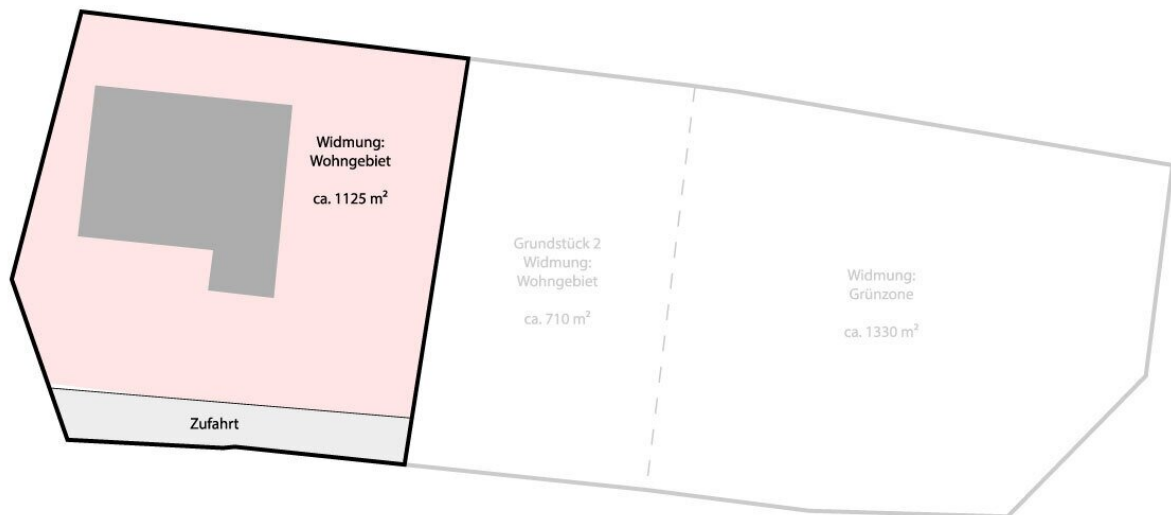 Widmung:
Wohngebiet
ca. 1125 m²
Zufahrt
Grundstück 2
Widmung:
Wohngebiet
ca. 710 m²
Widmung:
Grünzone
ca. 1330 m²